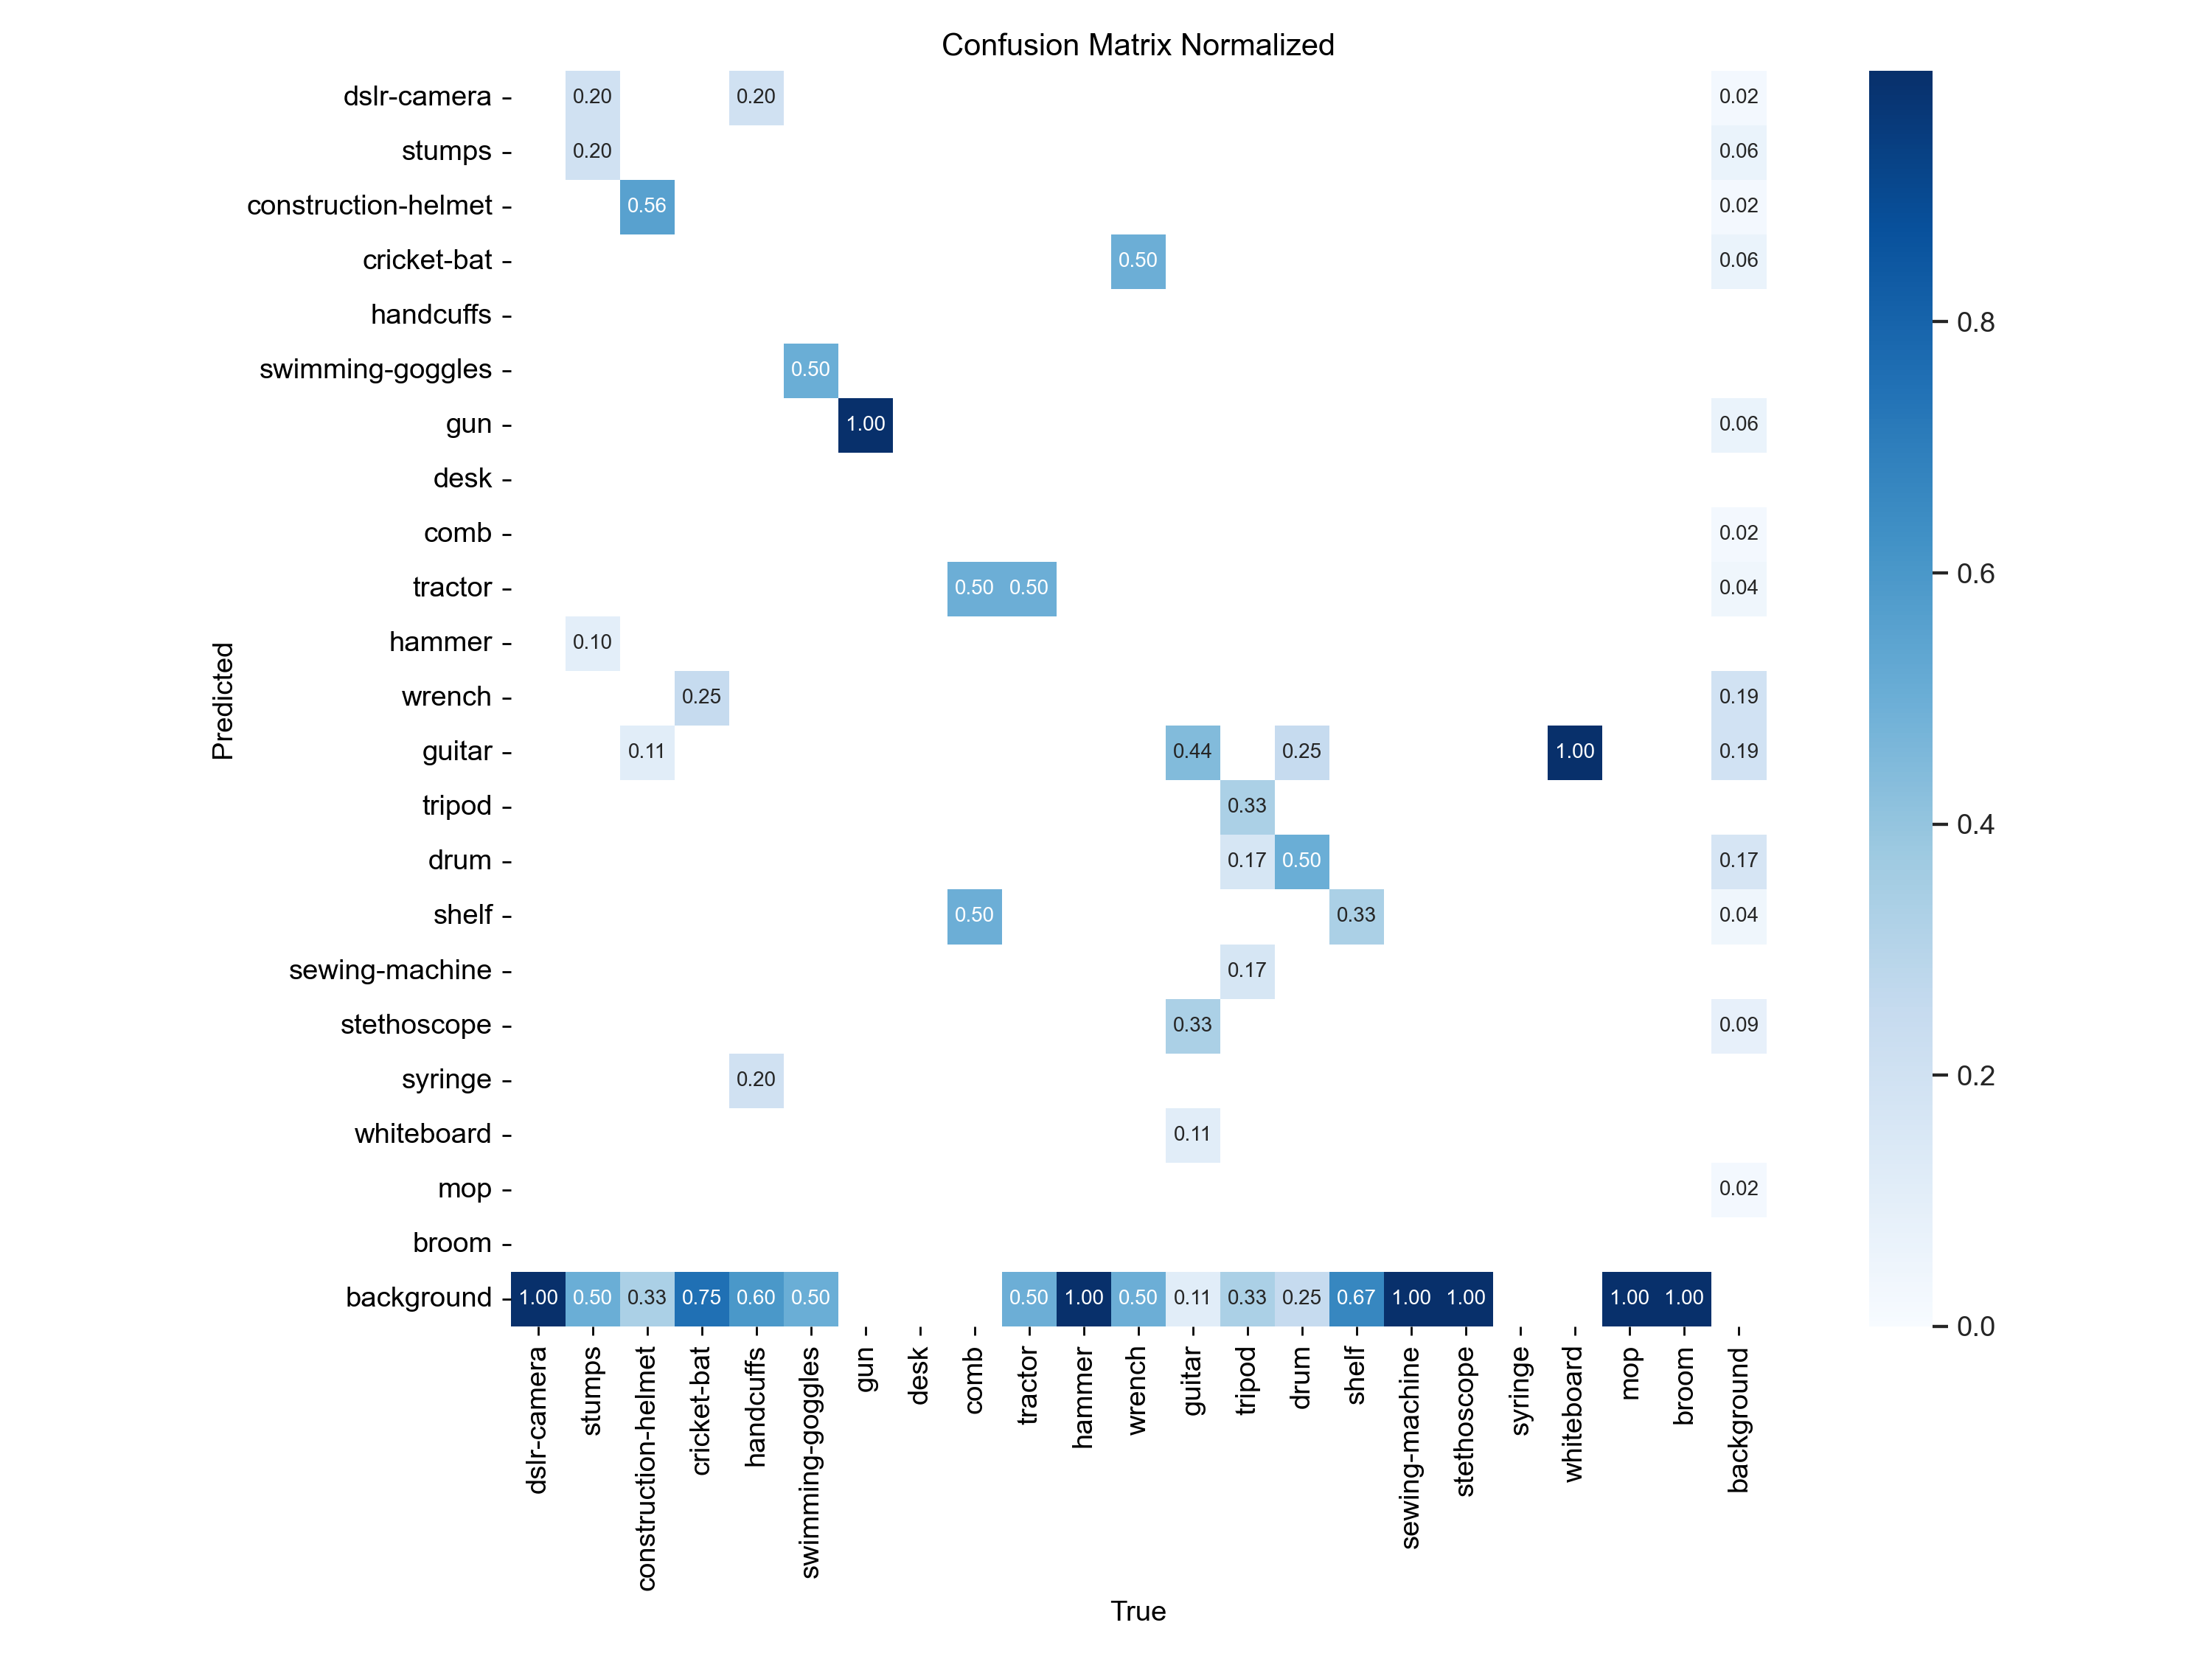 Confusion Matrix Normalized
dslr-camera 0.20 0.20 0.02
stumps 0.20 0.06
construction-helmet 0.56 0.02
cricket-bat 0.50 0.06
handcuffs
swimming-goggles 0.50
gun 1.00 0.06
desk
comb 0.02
tractor 0.50 0.50 0.04
hammer 0.10
wrench 0.25 0.19
guitar 0.11 0.44 0.25 1.00 0.19
tripod 0.33
drum 0.17 0.50 0.17
shelf 0.50 0.33 0.04
sewing-machine 0.17
stethoscope 0.33 0.09
syringe 0.20
whiteboard 0.11
mop 0.02
broom
background 1.00 0.50 0.33 0.75 0.60 0.50 0.50 1.00 0.50 0.11 0.33 0.25 0.67 1.00 1.00 1.00 1.00
Predicted
dslr-camera
stumps
construction-helmet
cricket-bat
handcuffs
swimming-goggles
gun
desk
comb
tractor
hammer
wrench
guitar
tripod
drum
shelf
sewing-machine
stethoscope
syringe
whiteboard
mop
broom
background
True
0.8
0.6
0.4
0.2
0.0